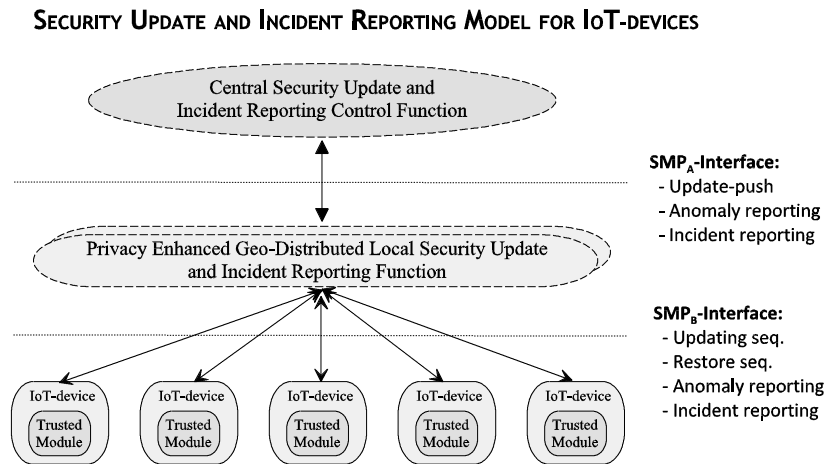 SECURITY UPDATE AND INCIDENT REPORTING MODEL FOR IOT-DEVICES
Central Security Update and
Incident Reporting Control Function
SMPA-Interface:
- Update-push
- Anomaly reporting
- Incident reporting
Privacy Enhanced Geo-Distributed Local Security Update
and Incident Reporting Function
SMPB-Interface:
- Updating seq.
- Restore seq.
- Anomaly reporting
- Incident reporting
IoT-device
Trusted
Module
IoT-device
Trusted
Module
IoT-device
Trusted
Module
IoT-device
Trusted
Module
IoT-device
Trusted
Module